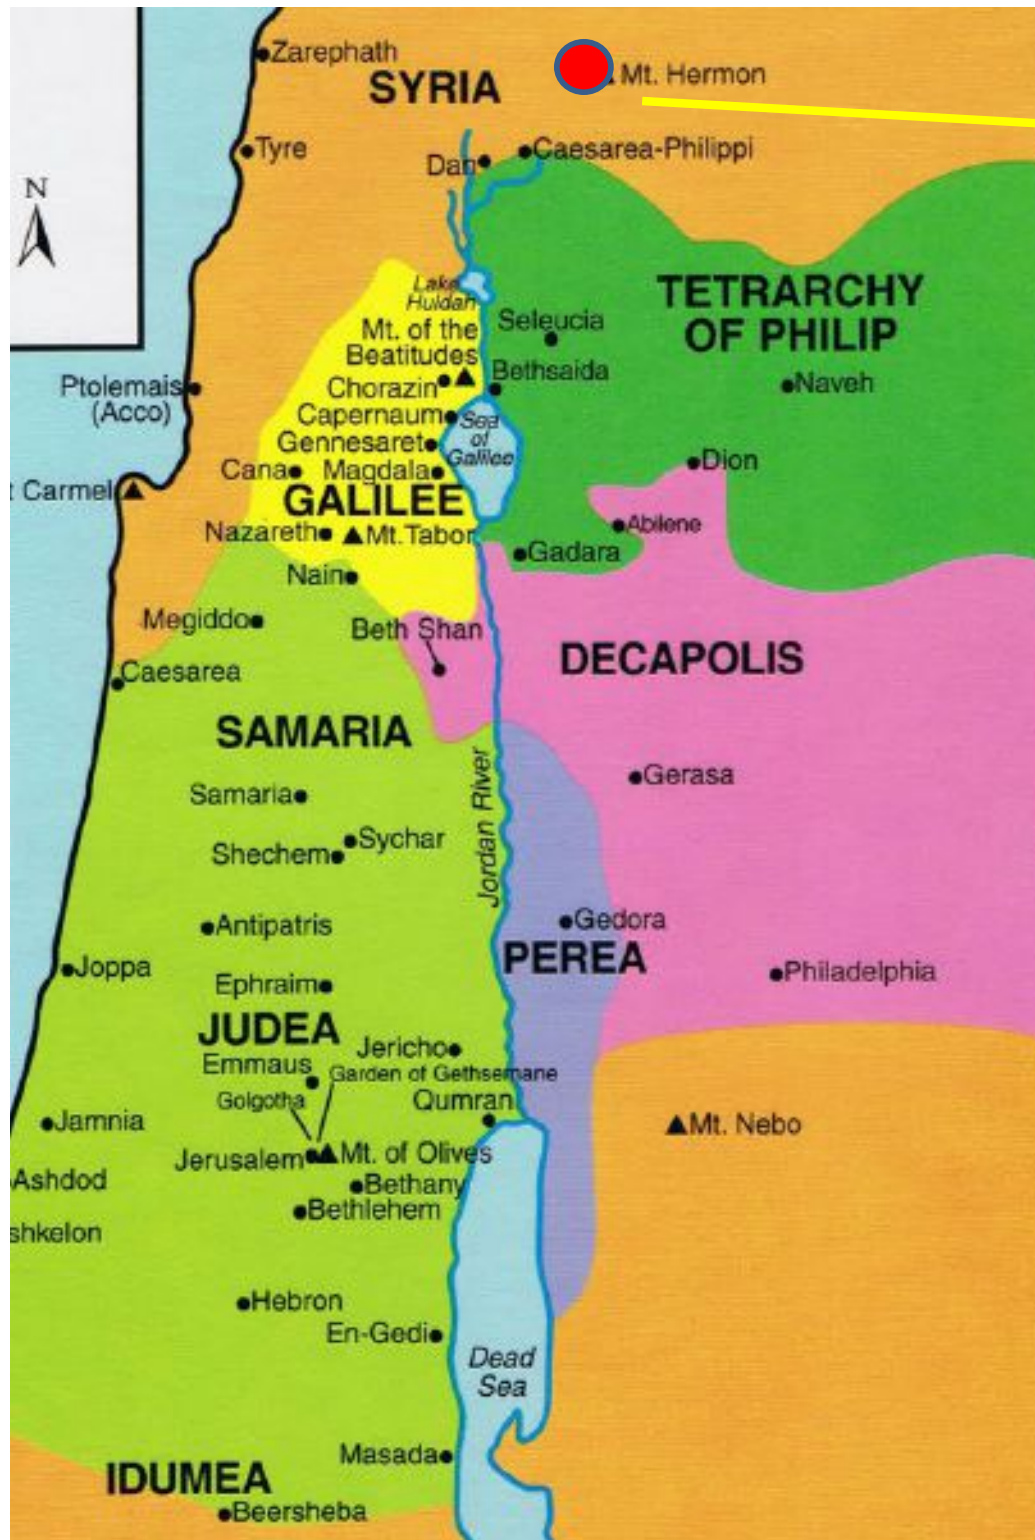 Zarephath
SYRIA
Mt. Hermon
Tyre
Dan
Caesarea-Philippi
N
Lake
Huldah
TETRARCHY
OF PHILIP
Mt. of the
Beatitudes
Seleucia
Ptolemais
(Acco)
Chorazin
Bethsaida
Naveh
Capernaum
Sea
of
Galilee
Gennesaret
Cana
Magdala
Dion
t Carmel
GALILEE
Abilene
Nazareth
Mt. Tabor
Gadara
Nain
Megiddo
Beth Shan
DECAPOLIS
Caesarea
SAMARIA
Jordan River
Gerasa
Samaria
Sychar
Shechem
Antipatris
Gedora
PEREA
Joppa
Philadelphia
Ephraim
JUDEA
Jericho
Emmaus
Garden of Gethsemane
Golgotha
Qumran
Jamnia
Mt. Nebo
Jerusalem
Mt. of Olives
Ashdod
Bethany
Bethlehem
shkelon
Hebron
En-Gedi
Dead
Sea
Masada
IDUMEA
Beersheba